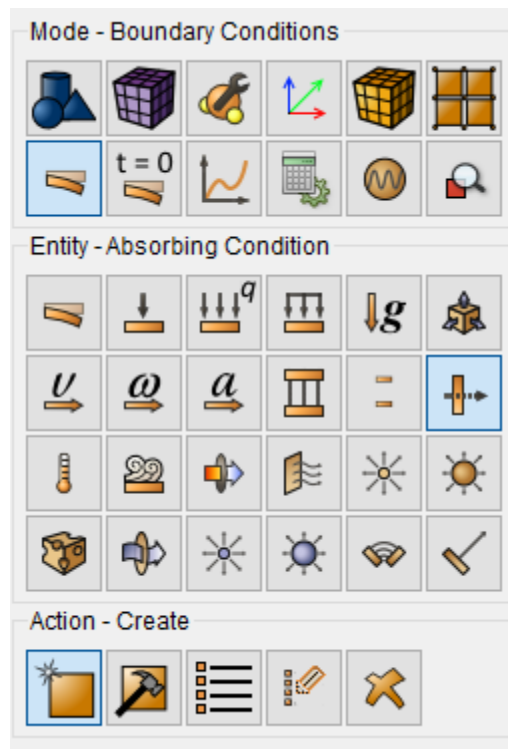 Mode - Boundary Conditions
t = 0
Entity - Absorbing Condition
q
g
υ ω a
Action - Create